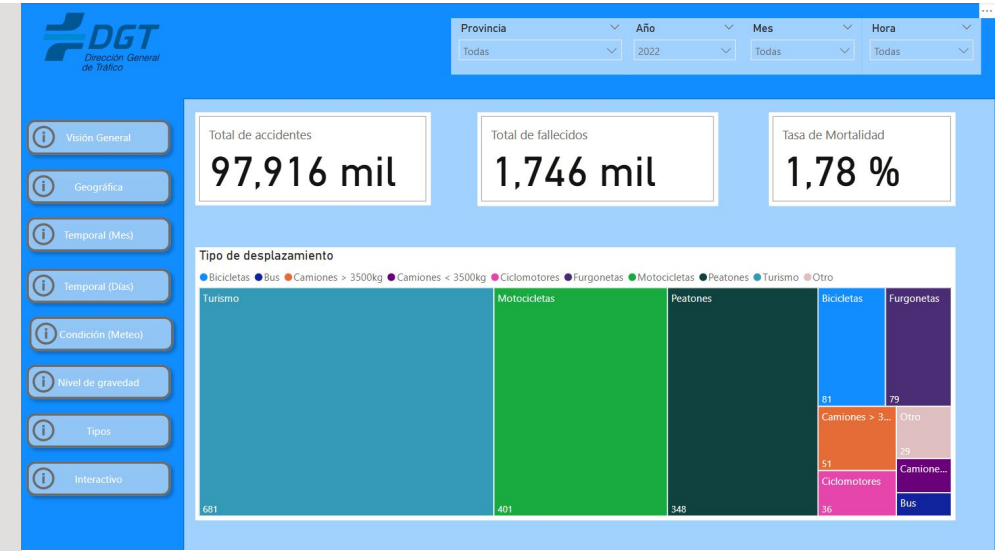 DGT
Dirección General
de Tráfico
Provincia
Todas
Año
2022
Mes
Todas
Hora
Todas
Visión General
Geográfica
Temporal (Mes)
Temporal (Días)
Condición (Meteo)
Nivel de gravedad
Tipos
Interactivo
Total de accidentes
97,916 mil
Total de fallecidos
1,746 mil
Tasa de Mortalidad
1,78 %
Tipo de desplazamiento
Bicicletas Bus Camiones > 3500kg Camiones < 3500kg Ciclomotores Furgonetas Motocicletas Peatones Turismo Otro
Turismo
681
Motocicletas
401
Peatones
348
Bicicletas
81
Furgonetas
79
Camiones > 3...
51
Otro
29
Ciclomotores
36
Camione...
Bus